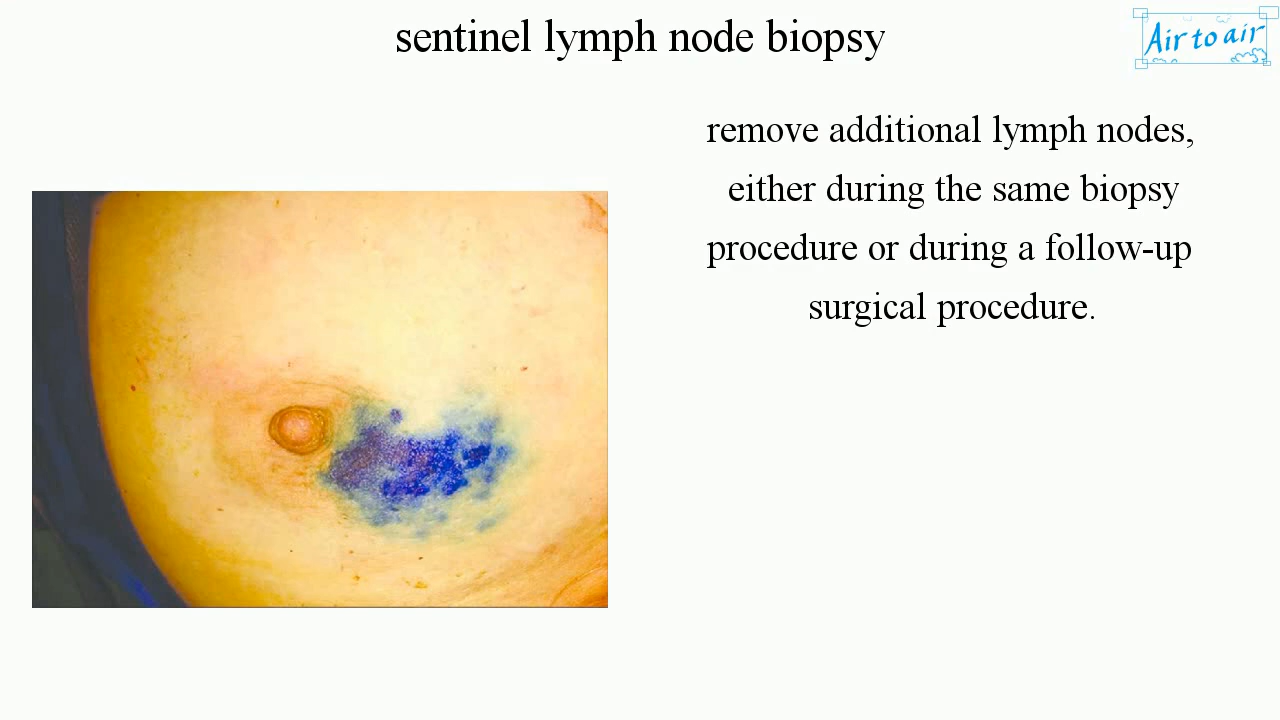 sentinel lymph node biopsy
Air to air
remove additional lymph nodes,
either during the same biopsy
procedure or during a follow-up
surgical procedure.